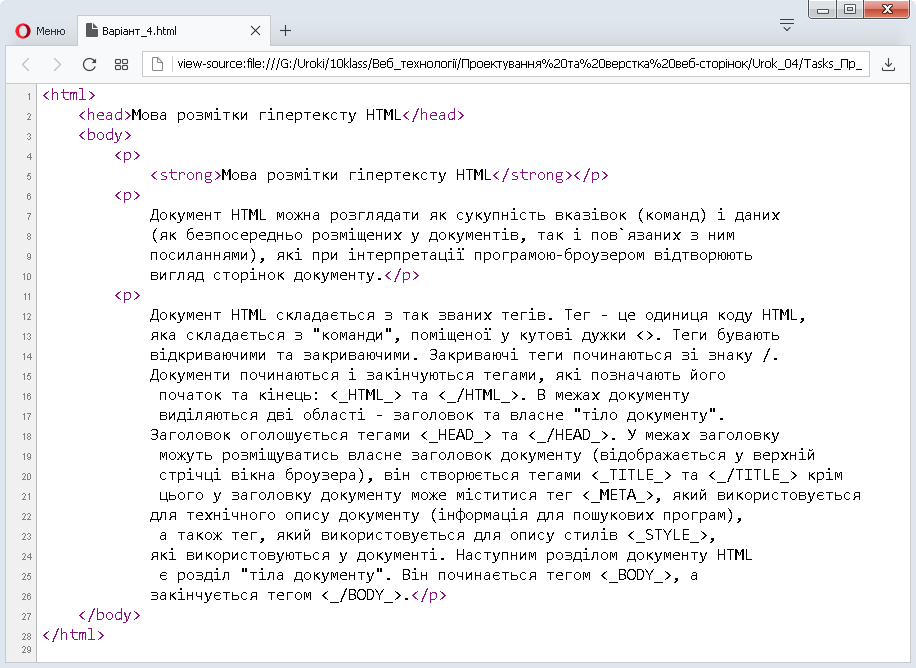 Меню
Варіант_4.html
view-source:file:///G:/Uroki/10klass/Веб_технології/Проектування%20та%20верстка%20веб-сторінок/Urok_04/Tasks_Пр_
1 <html>
2 <head>Мова розмітки гіпертексту HTML</head>
3 <body>
4 <p>
5 <strong>Мова розмітки гіпертексту HTML</strong></p>
6 <p>
7 Документ HTML можна розглядати як сукупність вказівок (команд) і даних
8 (як безпосередньо розміщених у документів, так і пов`язаних з ним
9 посиланнями), які при інтерпретації програмою-броузером відтворюють
10 вигляд сторінок документу.</p>
11 <p>
12 Документ HTML складається з так званих тегів. Тег - це одиниця коду HTML,
13 яка складається з "команди", поміщеної у кутові дужки <>. Теги бувають
14 відкриваючими та закриваючими. Закриваючі теги починаються зі знаку /.
15 Документи починаються і закінчуються тегами, які позначають його
16 початок та кінець: <_HTML_> та <_/HTML_>. В межах документу
17 виділяються дві області - заголовок та власне "тіло документу".
18 Заголовок оголошується тегами <_HEAD_> та <_/HEAD_>. У межах заголовку
19 можуть розміщуватись власне заголовок документу (відображається у верхній
20 стрічці вікна броузера), він створюється тегами <_TITLE_> та <_/TITLE_> крім
21 цього у заголовку документу може міститися тег <_META_>, який використовується
22 для технічного опису документу (інформація для пошукових програм),
23 а також тег, який використовується для опису стилів <_STYLE_>,
24 які використовуються у документі. Наступним розділом документу HTML
25 є розділ "тіла документу". Він починається тегом <_BODY_>, а
26 закінчується тегом <_/BODY_>.</p>
27 </body>
28 </html>
29